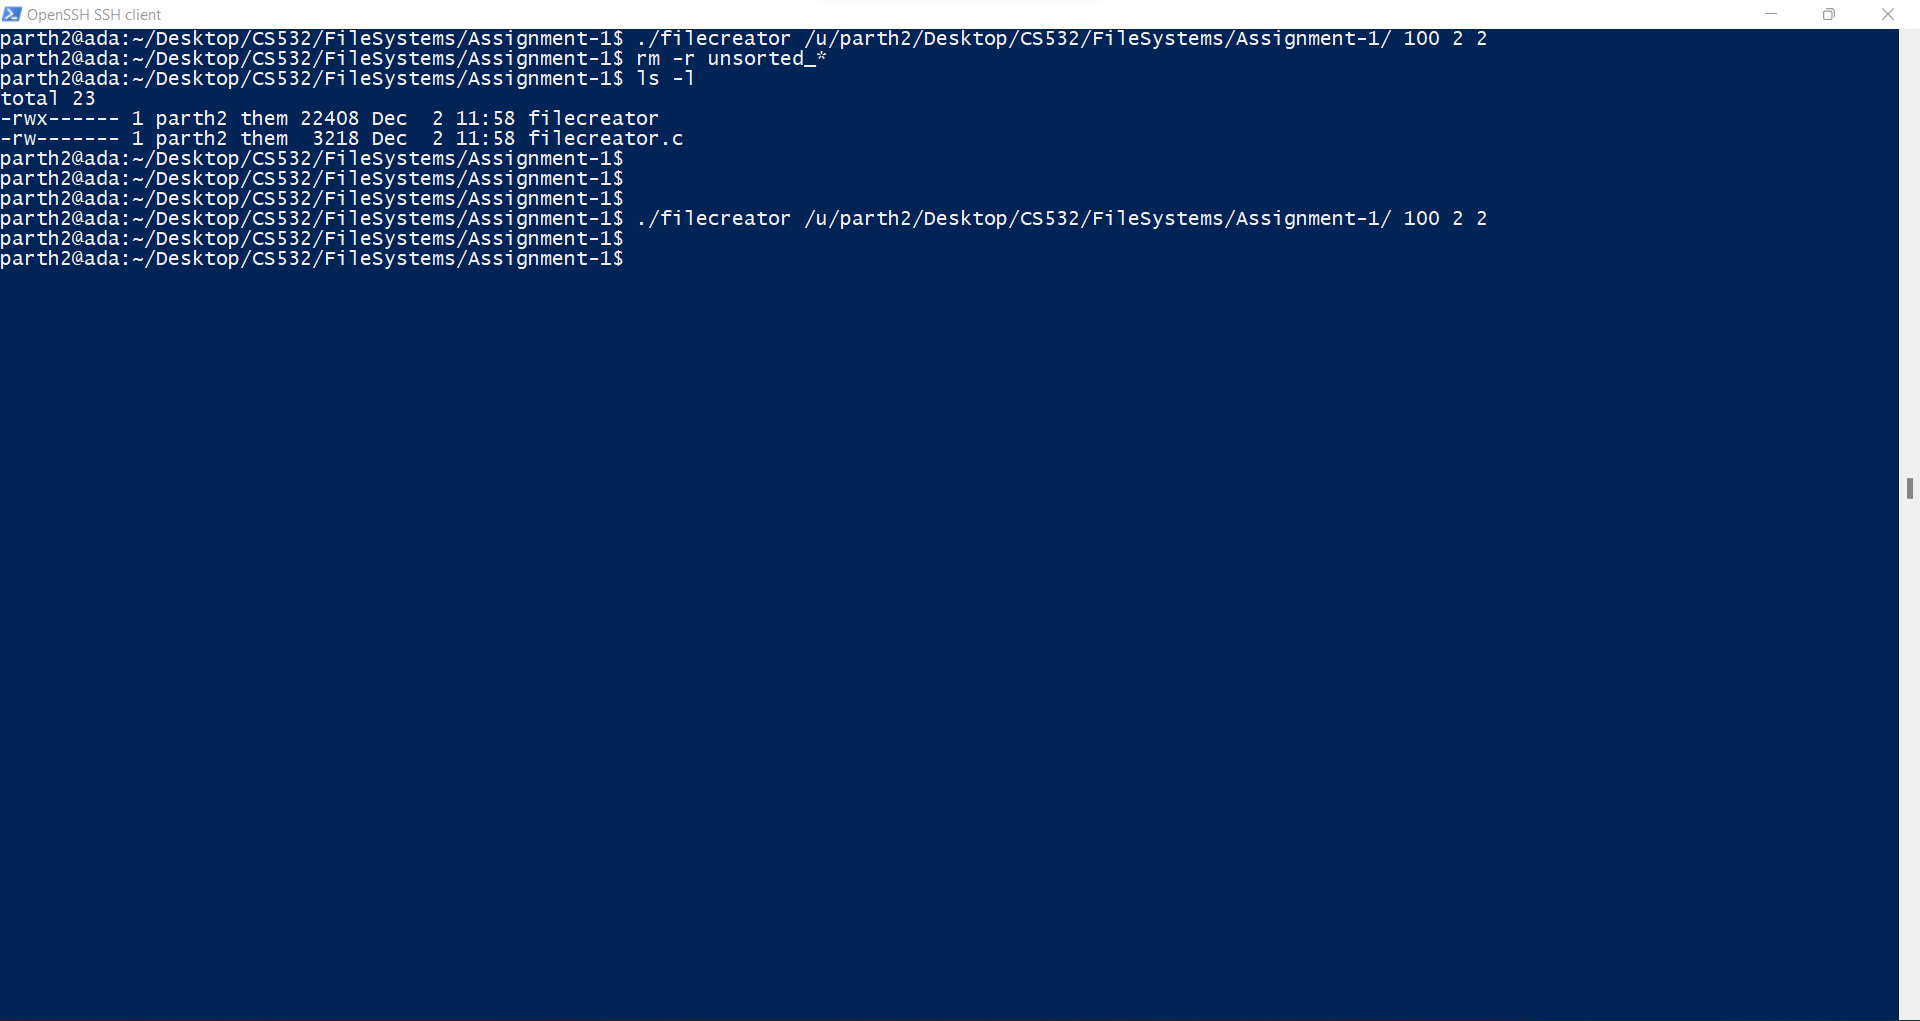 OpenSSH SSH client
parth2@ada:~/Desktop/CS532/FileSystems/Assignment-1$ ./filecreator /u/parth2/Desktop/CS532/FileSystems/Assignment-1/ 100 2 2
parth2@ada:~/Desktop/CS532/FileSystems/Assignment-1$ rm -r unsorted_*
parth2@ada:~/Desktop/CS532/FileSystems/Assignment-1$ ls -l
total 23
-rwx------ 1 parth2 them 22408 Dec  2 11:58 filecreator
-rw------- 1 parth2 them  3218 Dec  2 11:58 filecreator.c
parth2@ada:~/Desktop/CS532/FileSystems/Assignment-1$
parth2@ada:~/Desktop/CS532/FileSystems/Assignment-1$
parth2@ada:~/Desktop/CS532/FileSystems/Assignment-1$
parth2@ada:~/Desktop/CS532/FileSystems/Assignment-1$ ./filecreator /u/parth2/Desktop/CS532/FileSystems/Assignment-1/ 100 2 2
parth2@ada:~/Desktop/CS532/FileSystems/Assignment-1$
parth2@ada:~/Desktop/CS532/FileSystems/Assignment-1$